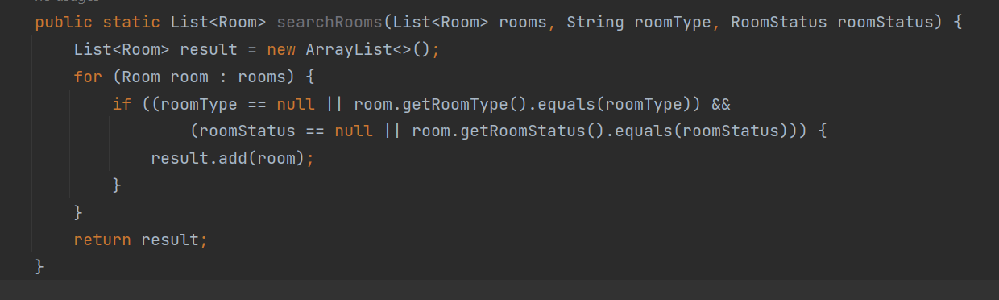 public static List<Room> searchRooms(List<Room> rooms, String roomType, RoomStatus roomStatus) {
    List<Room> result = new ArrayList<>();
    for (Room room : rooms) {
        if ((roomType == null || room.getRoomType().equals(roomType)) &&
                (roomStatus == null || room.getRoomStatus().equals(roomStatus))) {
            result.add(room);
        }
    }
    return result;
}